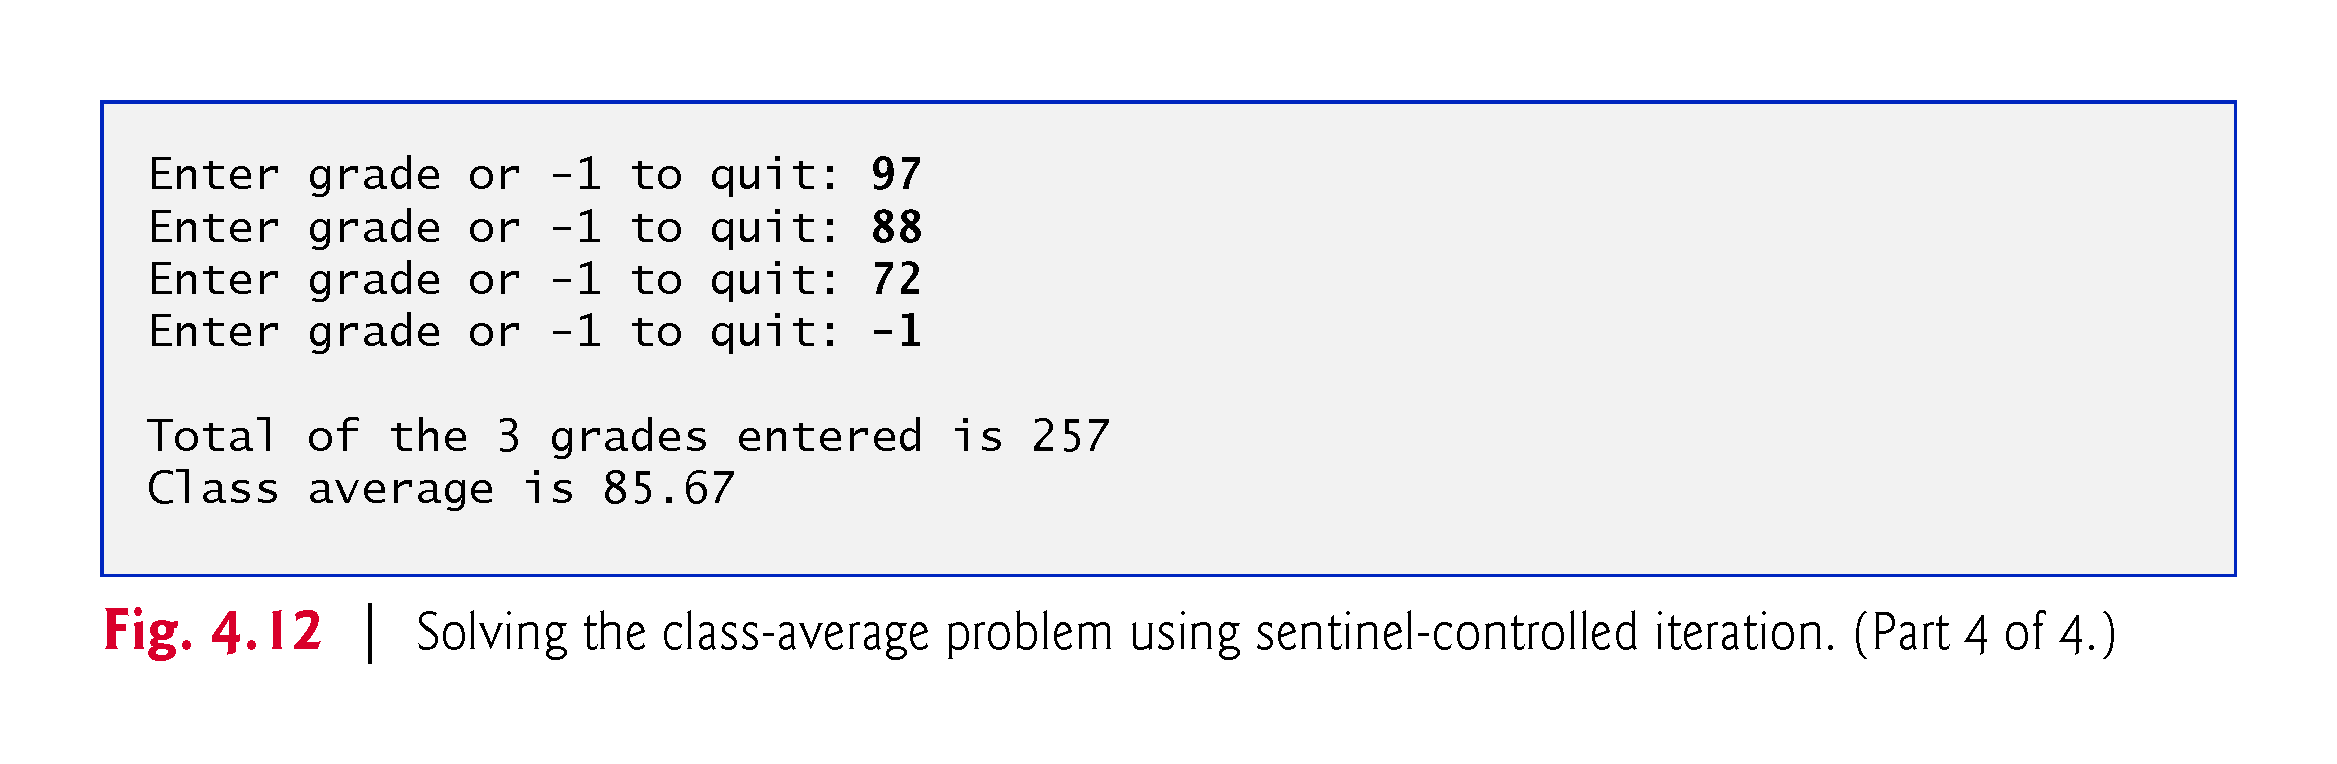 Enter grade or -1 to quit: 97
Enter grade or -1 to quit: 88
Enter grade or -1 to quit: 72
Enter grade or -1 to quit: -1
Total of the 3 grades entered is 257
Class average is 85.67
Fig. 4.12 | Solving the class-average problem using sentinel-controlled iteration. (Part 4 of 4.)